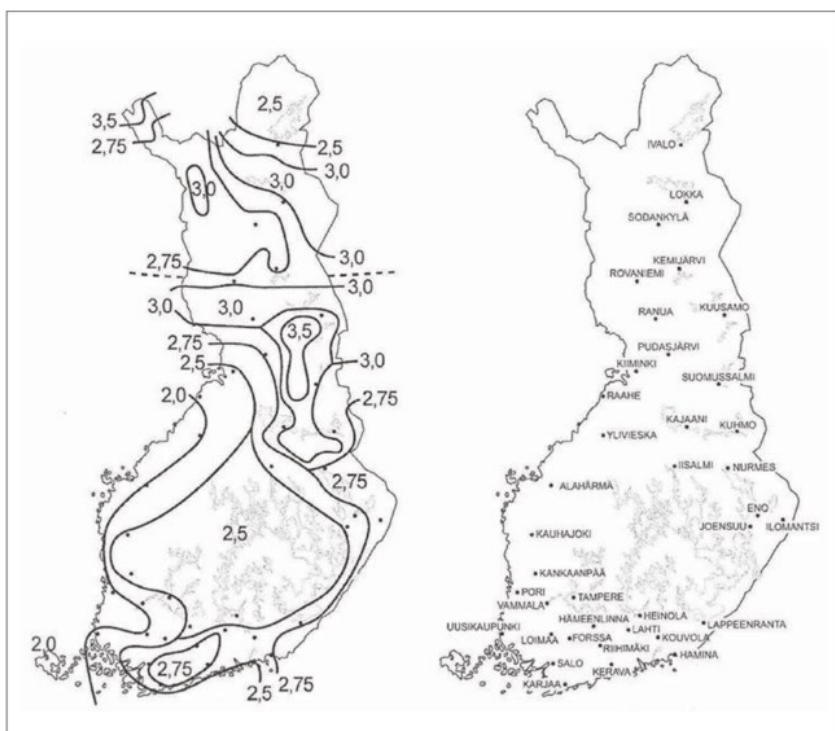 2,5
3,5
2,75
2,5
3,0
3,0
3,0
3,0
2,75
3,0
3,0
3,0
3,5
2,75
2,5
3,0
2,0
2,75
2,75
2,5
2,0
2,75
2,75
2,5
IVALO
LOKKA
SODANKYLÄ
KEMIJÄRVI
ROVANIEMI
RANUA
KUUSAMO
PUDASJÄRVI
KIIMINKI
SUOMUSSALMI
RAAHE
KAJAANI
KUHMO
YLIVIESKA
IISALMI
NURMES
ALAHÄRMÄ
ENO
JOENSUU
ILOMANTSI
KAUHAJOKI
KANKAANPÄÄ
PORI
TAMPERE
VAMMALA
HEINOLA
HÄMEENLINNA
LAPPEENRANTA
UUSIKAUPUNKI
LAHTI
LOIMAA
FORSSA
KOUVOLA
RIIHIMÄKI
HAMINA
SALO
KERAVA
KARJAA